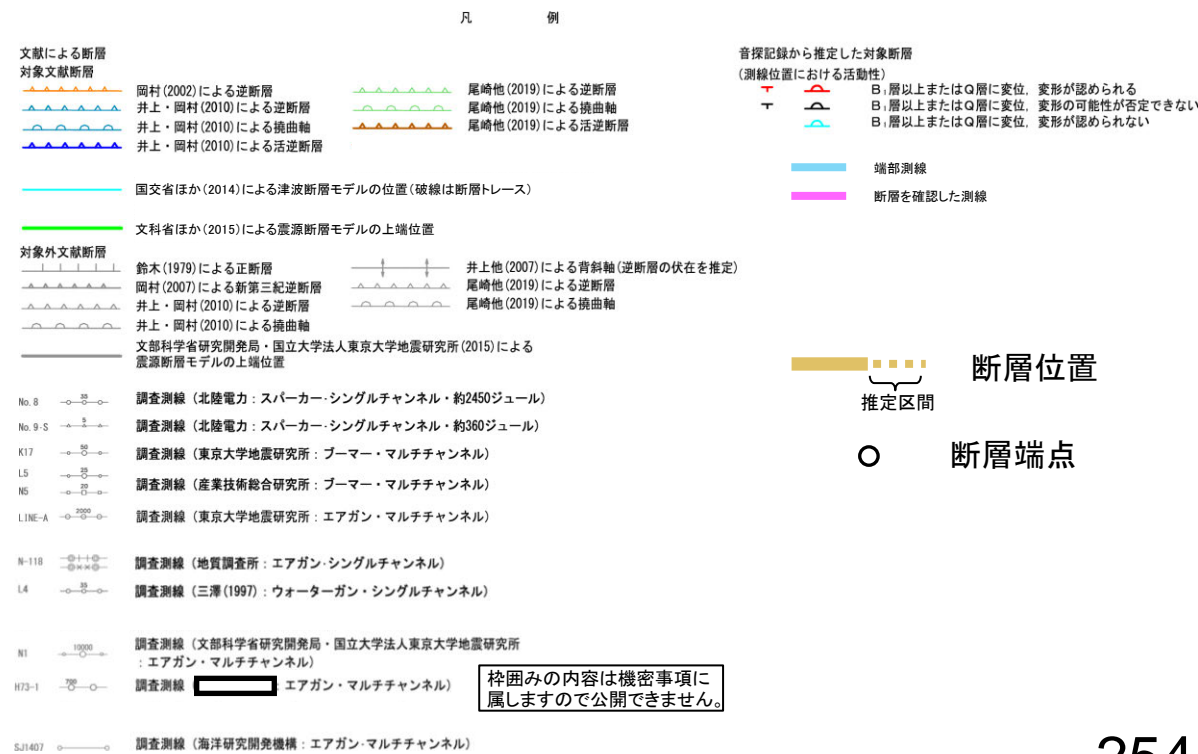 凡 例
文献による断層
対象文献断層
岡村(2002)による逆断層
井上・岡村(2010)による逆断層
井上・岡村(2010)による撓曲軸
井上・岡村(2010)による活逆断層
尾崎他(2019)による逆断層
尾崎他(2019)による撓曲軸
尾崎他(2019)による活逆断層
国交省ほか(2014)による津波断層モデルの位置(破線は断層トレース)
文科省ほか(2015)による震源断層モデルの上端位置
対象外文献断層
鈴木(1979)による正断層
岡村(2007)による新第三紀逆断層
井上・岡村(2010)による逆断層
井上・岡村(2010)による撓曲軸
文部科学省研究開発局・国立大学法人東京大学地震研究所(2015)による
震源断層モデルの上端位置
井上他(2007)による背斜軸(逆断層の伏在を推定)
尾崎他(2019)による逆断層
尾崎他(2019)による撓曲軸
No. 8 35 調査測線(北陸電力:スパーカー・シングルチャンネル・約2450ジュール)
No. 9-S 5 調査測線(北陸電力:スパーカー・シングルチャンネル・約360ジュール)
K17 50 調査測線(東京大学地震研究所:ブーマー・マルチチャンネル)
L5 25
N5 20 調査測線(産業技術総合研究所:ブーマー・マルチチャンネル)
LINE-A 2000 調査測線(東京大学地震研究所:エアガン・マルチチャンネル)
N-118 調査測線(地質調査所:エアガン・シングルチャンネル)
L4 35 調査測線(三澤(1997):ウォーターガン・シングルチャンネル)
N1 10000 調査測線(文部科学省研究開発局・国立大学法人東京大学地震研究所
:エアガン・マルチチャンネル)
H73-1 700 調査測線( :エアガン・マルチチャンネル)
SJ1407 調査測線(海洋研究開発機構:エアガン・マルチチャンネル)
枠囲みの内容は機密事項に
属しますので公開できません。
音探記録から推定した対象断層
(測線位置における活動性)
B₁層以上またはQ層に変位,変形が認められる
B₁層以上またはQ層に変位,変形の可能性が否定できない
B₁層以上またはQ層に変位,変形が認められない
端部測線
断層を確認した測線
断層位置
推定区間
断層端点